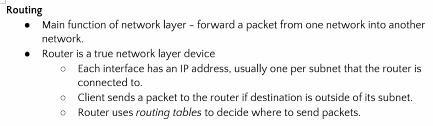 Routing
● Main function of network layer - forward a packet from one network into another
network.
● Router is a true network layer device
○ Each interface has an IP address, usually one per subnet that the router is
connected to.
○ Client sends a packet to the router if destination is outside of its subnet.
○ Router uses routing tables to decide where to send packets.